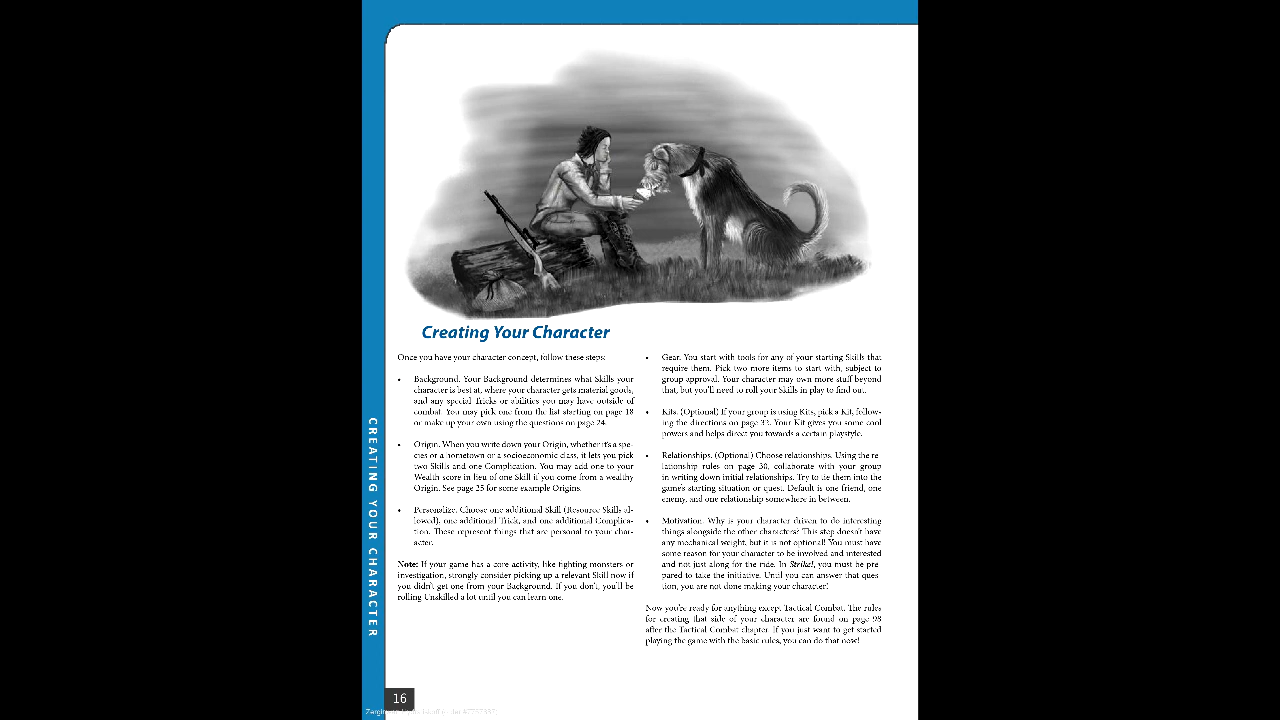 Creating Your Character
Once you have your character concept, follow these steps:
• Background. Your Background determines what Skills your
character is best at, where your character gets material goods,
and any special Tricks or abilities you may have outside of
combat. You may pick one from the list starting on page 18
or make up your own using the questions on page 24.
• Origin. When you write down your Origin, whether it's a spe-
cies or a hometown or a socioeconomic class, it lets you pick
two Skills and one Complication. You may add one to your
Wealth score in lieu of one Skill if you come from a wealthy
Origin. See page 25 for some example Origins.
• Personalize. Choose one additional Skill (Resource Skills al-
lowed), one additional Trick, and one additional Complica-
tion. These represent things that are personal to your char-
acter.
Note: If your game has a core activity, like fighting monsters or
investigation, strongly consider picking up a relevant Skill now if
you didn't get one from your Background. If you don't, you'll be
rolling Unskilled a lot until you can learn one.
• Gear. You start with tools for any of your starting Skills that
require them. Pick two more items to start with, subject to
group approval. Your character may own more stuff beyond
that, but you'll need to roll your Skills in play to find out.
• Kits. (Optional) If your group is using Kits, pick a Kit, follow-
ing the directions on page 32. Your Kit gives you some cool
powers and helps direct you towards a certain playstyle.
• Relationships. (Optional) Choose relationships. Using the re-
lationship rules on page 30, collaborate with your group
in writing down initial relationships. Try to tie them into the
game's starting situation or quest. Default is one friend, one
enemy, and one relationship somewhere in between.
• Motivation. Why is your character driven to do interesting
things alongside the other characters? This step doesn't have
any mechanical weight, but it is not optional! You must have
some reason for your character to be involved and interested
and not just along for the ride. In Strike!, you must be pre-
pared to take the initiative. Until you can answer that ques-
tion, you are not done making your character!
Now you're ready for anything except Tactical Combat. The rules
for creating that side of your character are found on page 98
after the Tactical Combat chapter. If you just want to get started
playing the game with the basic rules, you can do that now!
CREATING YOUR CHARACTER
16